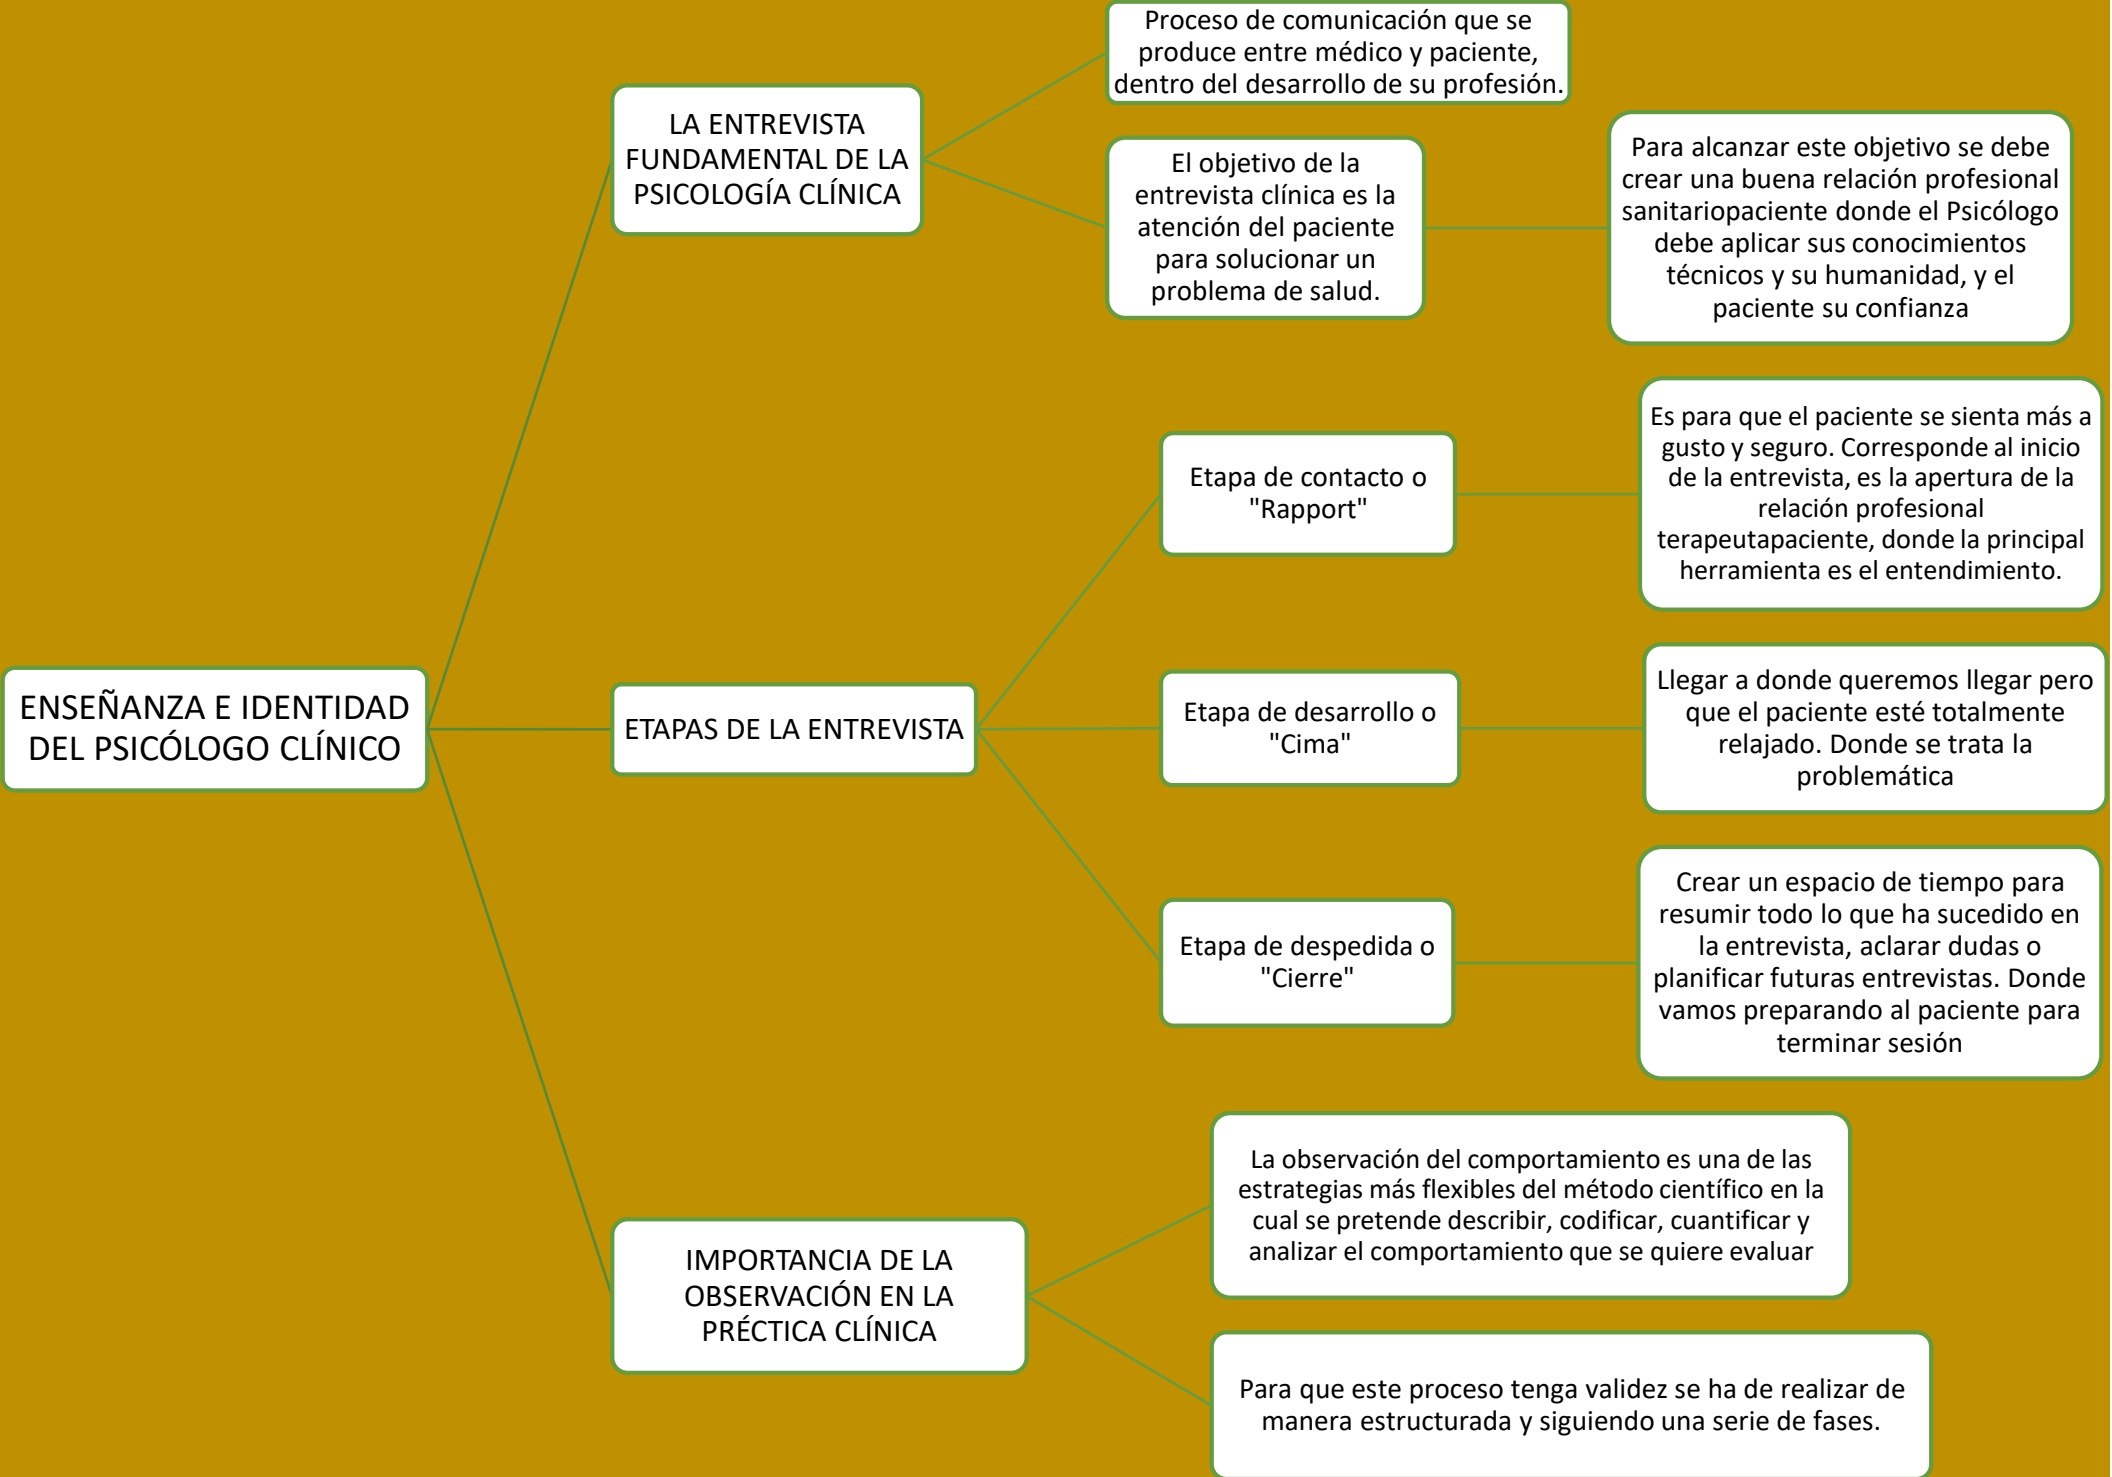 ENSEÑANZA E IDENTIDAD
DEL PSICÓLOGO CLÍNICO
LA ENTREVISTA
FUNDAMENTAL DE LA
PSICOLOGÍA CLÍNICA
Proceso de comunicación que se
produce entre médico y paciente,
dentro del desarrollo de su profesión.
El objetivo de la
entrevista clínica es la
atención del paciente
para solucionar un
problema de salud.
Para alcanzar este objetivo se debe
crear una buena relación profesional
sanitariopaciente donde el Psicólogo
debe aplicar sus conocimientos
técnicos y su humanidad, y el
paciente su confianza
ETAPAS DE LA ENTREVISTA
Etapa de contacto o
"Rapport"
Es para que el paciente se sienta más a
gusto y seguro. Corresponde al inicio
de la entrevista, es la apertura de la
relación profesional
terapeutapaciente, donde la principal
herramienta es el entendimiento.
Etapa de desarrollo o
"Cima"
Llegar a donde queremos llegar pero
que el paciente esté totalmente
relajado. Donde se trata la
problemática
Etapa de despedida o
"Cierre"
Crear un espacio de tiempo para
resumir todo lo que ha sucedido en
la entrevista, aclarar dudas o
planificar futuras entrevistas. Donde
vamos preparando al paciente para
terminar sesión
IMPORTANCIA DE LA
OBSERVACIÓN EN LA
PRÉCTICA CLÍNICA
La observación del comportamiento es una de las
estrategias más flexibles del método científico en la
cual se pretende describir, codificar, cuantificar y
analizar el comportamiento que se quiere evaluar
Para que este proceso tenga validez se ha de realizar de
manera estructurada y siguiendo una serie de fases.